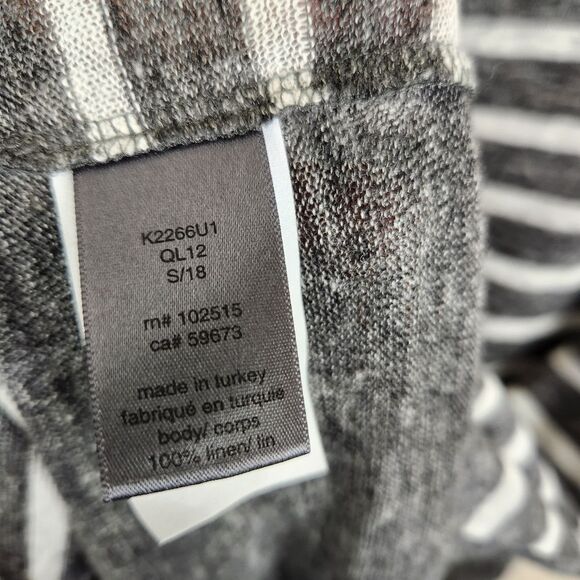 K2266U1
QL12
S/18
rn# 102515
ca# 59673
made in turkey
fabriqué en turquie
body/ corps
100% linen/ lin